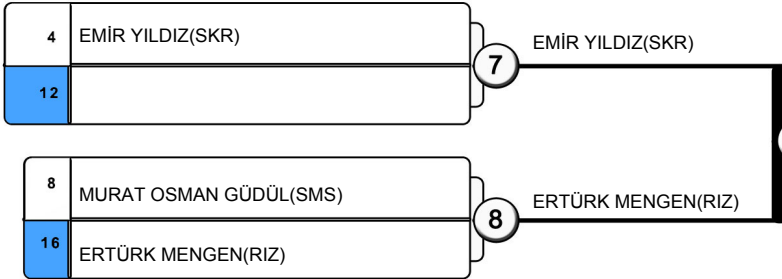 4 EMİR YILDIZ(SKR)
12
7 EMİR YILDIZ(SKR)
8 MURAT OSMAN GÜDÜL(SMS)
16 ERTÜRK MENGEN(RIZ)
8 ERTÜRK MENGEN(RIZ)